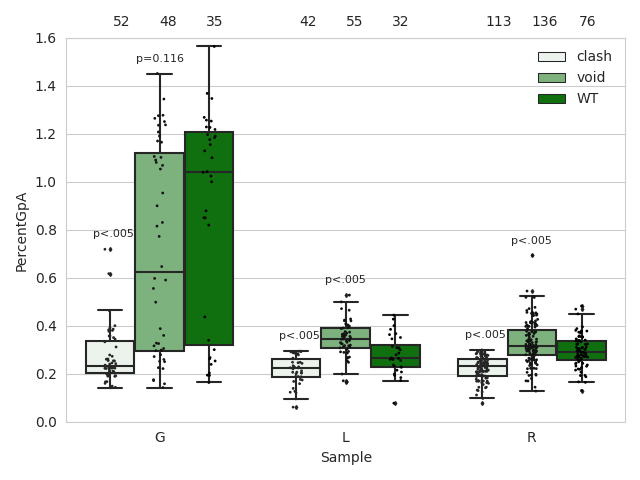 52 48 35 42 55 32 113 136 76
1.6
1.4
1.2
1.0
0.8
0.6
0.4
0.2
0.0
PercentGpA
p<.005
p=0.116
p<.005
p<.005
p<.005
p<.005
clash
void
WT
G L R
Sample